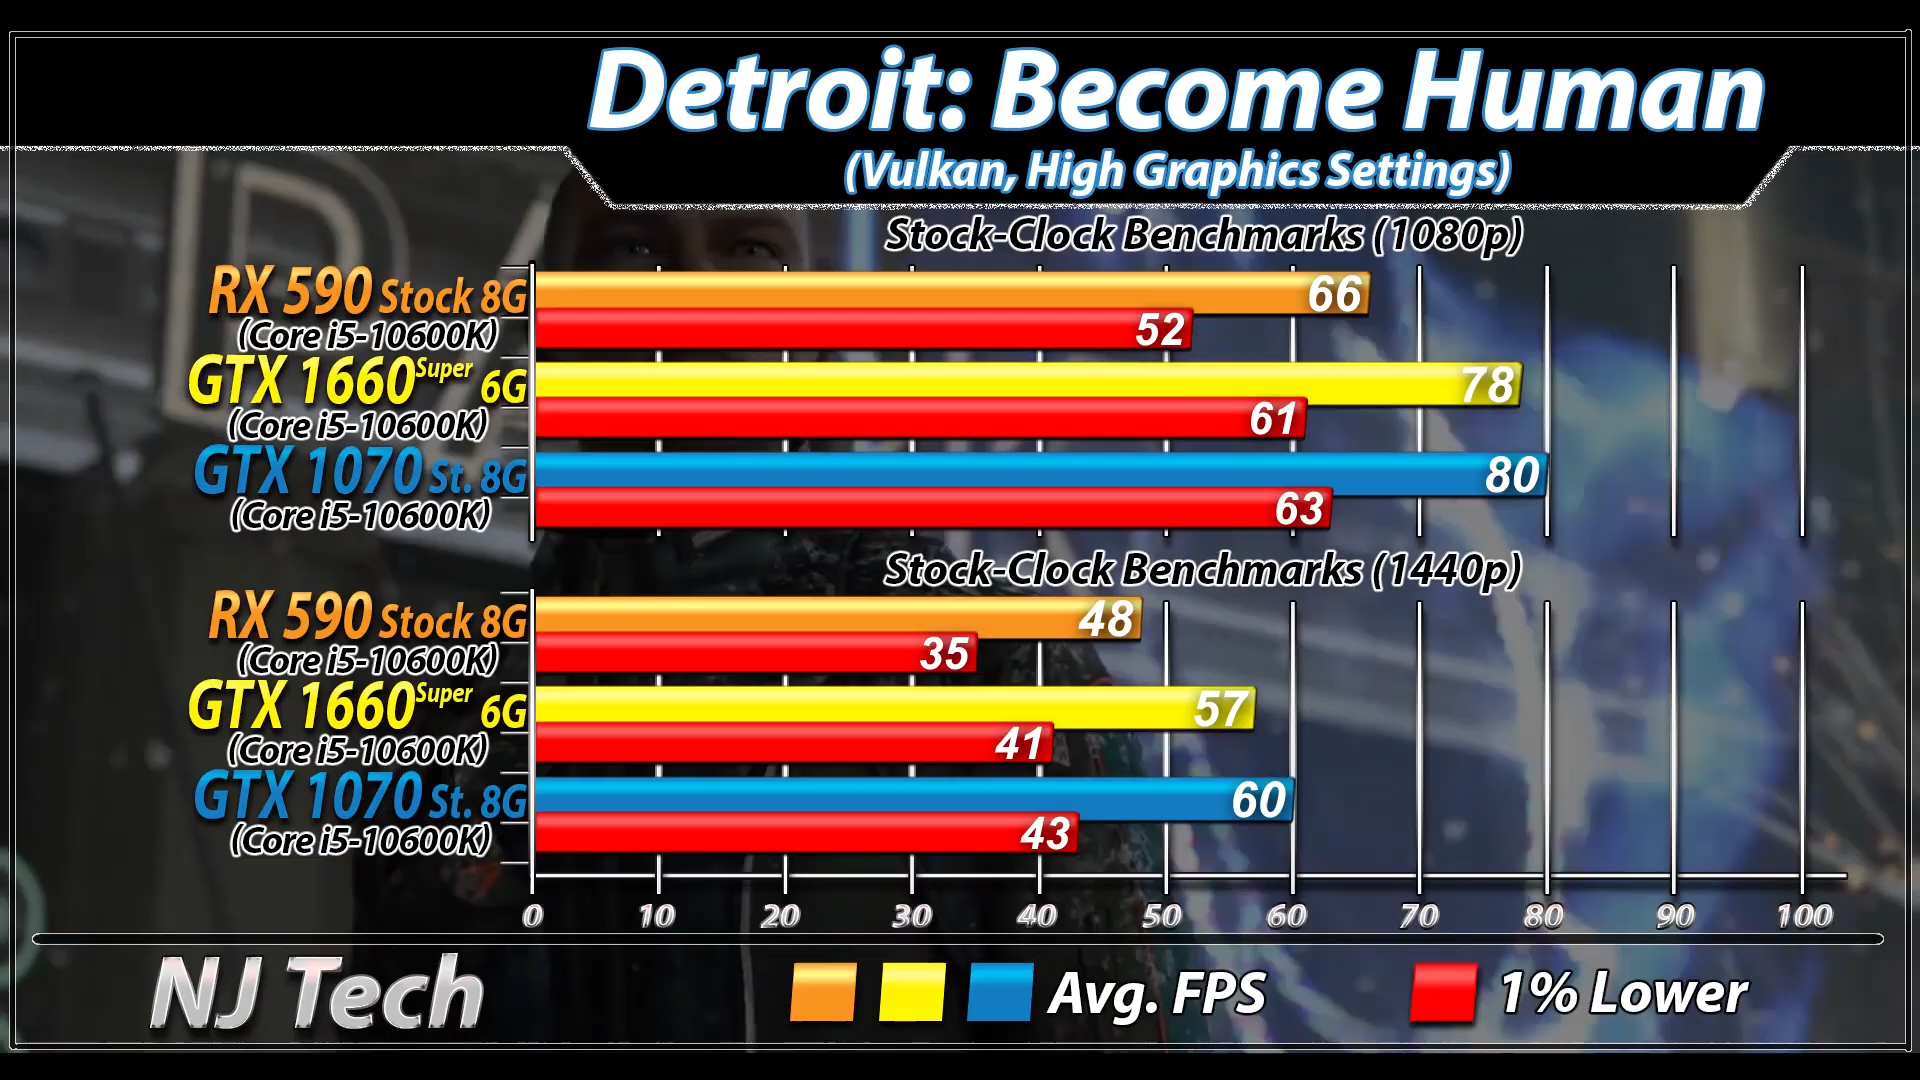 Detroit: Become Human
(Vulkan, High Graphics Settings)
Stock-Clock Benchmarks (1080p)
RX 590 Stock 8G
66
(Core i5-10600K)
52
GTX 1660 Super 6G
78
(Core i5-10600K)
61
GTX 1070 St. 8G
80
(Core i5-10600K)
63
Stock-Clock Benchmarks (1440p)
RX 590 Stock 8G
48
(Core i5-10600K)
35
GTX 1660 Super 6G
57
(Core i5-10600K)
41
GTX 1070 St. 8G
60
(Core i5-10600K)
43
0 10 20 30 40 50 60 70 80 90 100
NJ Tech
Avg. FPS
1% Lower